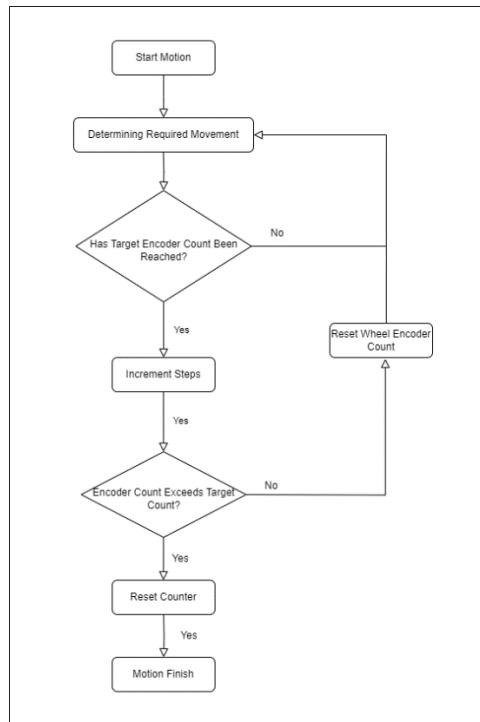 Start Motion
Determining Required Movement
Has Target Encoder Count Been
Reached?
No
Yes
Reset Wheel Encoder
Count
Increment Steps
Yes
Encoder Count Exceeds Target
Count?
No
Yes
Reset Counter
Yes
Motion Finish